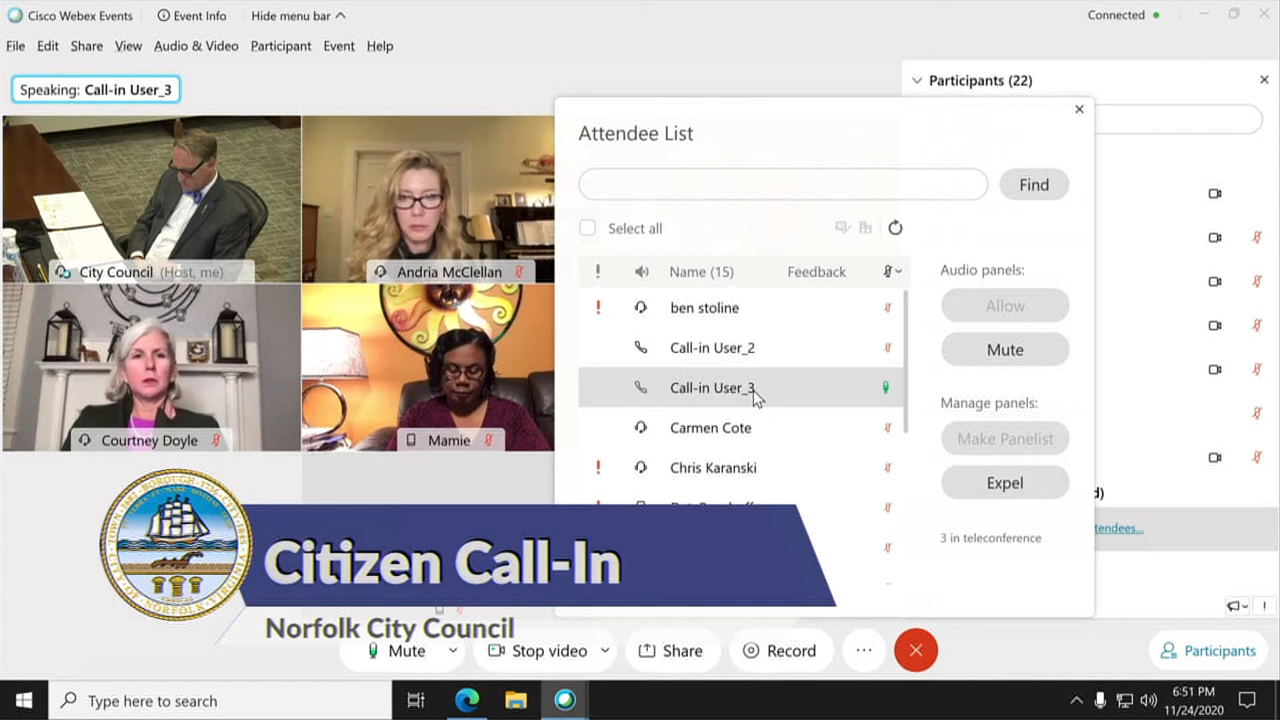 Cisco Webex Events
Event Info
Hide menu bar
Connected
File Edit Share View Audio & Video Participant Event Help
Speaking: Call-in User_3
Participants (22)
Attendee List
Find
Select all
Name (15)
Feedback
Audio panels:
ben stoline
Allow
Call-in User_2
Mute
Call-in User_3
Manage panels:
Carmen Cote
Make Panelist
Chris Karanski
Expel
3 in teleconference
d)
tendees...
City Council (Host, me)
Andria McClellan
Courtney Doyle
Mamie
Citizen Call-In
Norfolk City Council
Mute
Stop video
Share
Record
Participants
Type here to search
6:51 PM
11/24/2020